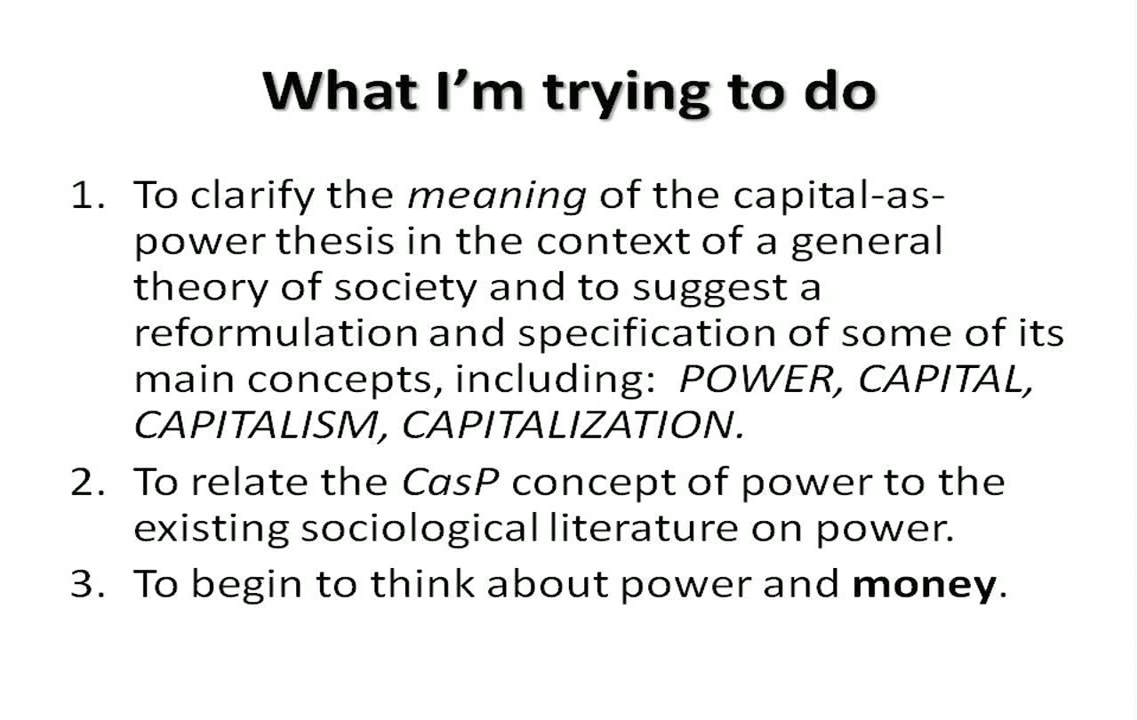 What I’m trying to do
1. To clarify the meaning of the capital-as-
power thesis in the context of a general
theory of society and to suggest a
reformulation and specification of some of its
main concepts, including: POWER, CAPITAL,
CAPITALISM, CAPITALIZATION.
2. To relate the CasP concept of power to the
existing sociological literature on power.
3. To begin to think about power and money.